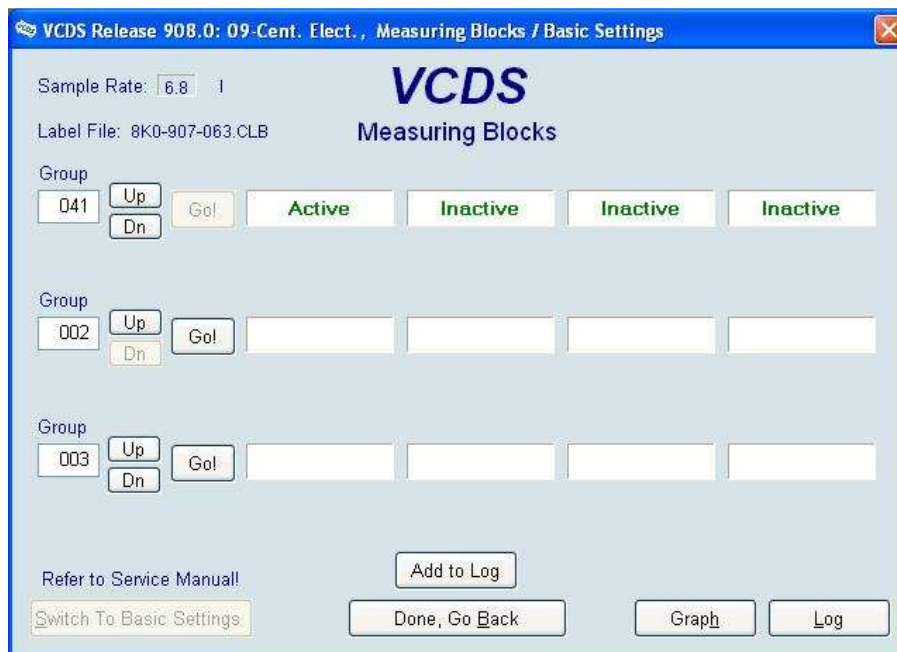 VCDS Release 908.0: 09-Cent. Elect., Measuring Blocks / Basic Settings
Sample Rate: 6.8 I
VCDS
Label File: 8K0-907-063.CLB
Measuring Blocks
Group
041 Up Dn Go! Active Inactive Inactive Inactive
Group
002 Up Dn Go!
Group
003 Up Dn Go!
Refer to Service Manual!
Add to Log
Switch To Basic Settings Done, Go Back Graph Log